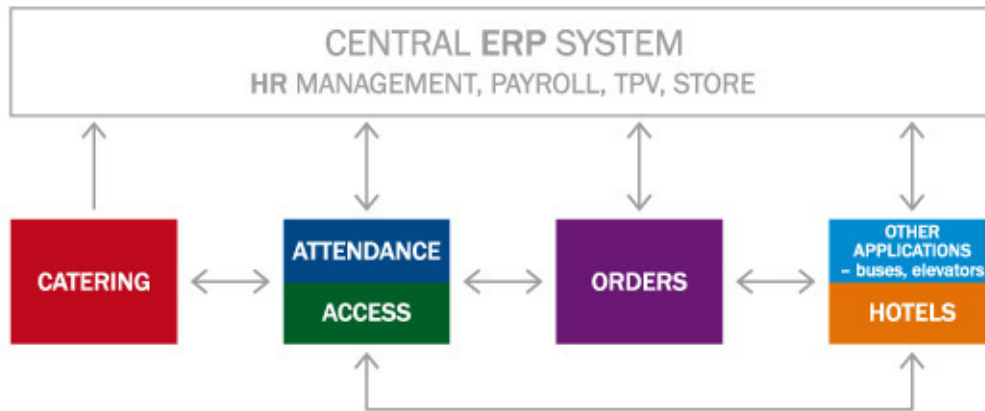 CENTRAL ERP SYSTEM
HR MANAGEMENT, PAYROLL, TPV, STORE
CATERING
ATTENDANCE
ACCESS
ORDERS
OTHER
APPLICATIONS
– buses, elevators
HOTELS